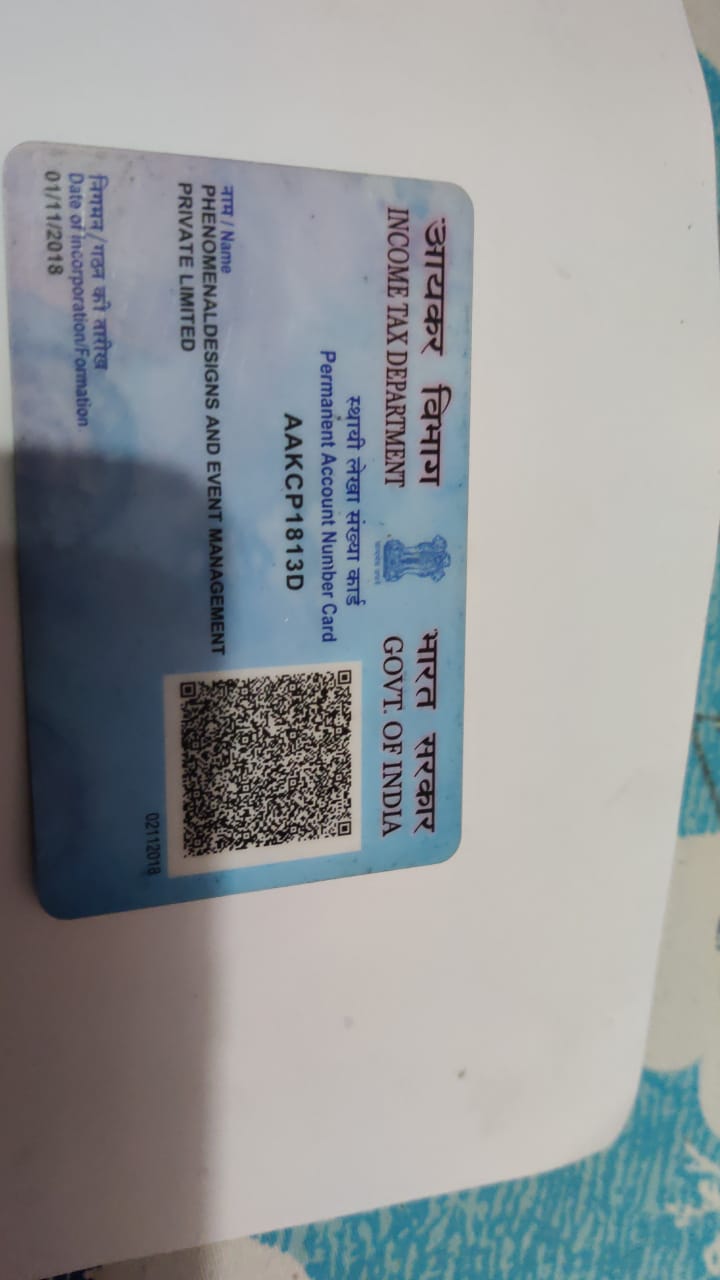 आयकर विभाग
INCOME TAX DEPARTMENT
भारत सरकार
GOVT. OF INDIA
स्थायी लेखा संख्या कार्ड
Permanent Account Number Card
AAKCP1813D
नाम / Name
PHENOMENALDESIGNS AND EVENT MANAGEMENT
PRIVATE LIMITED
निगमन/गठन की तारीख
Date of Incorporation/Formation
01/11/2018
02112018